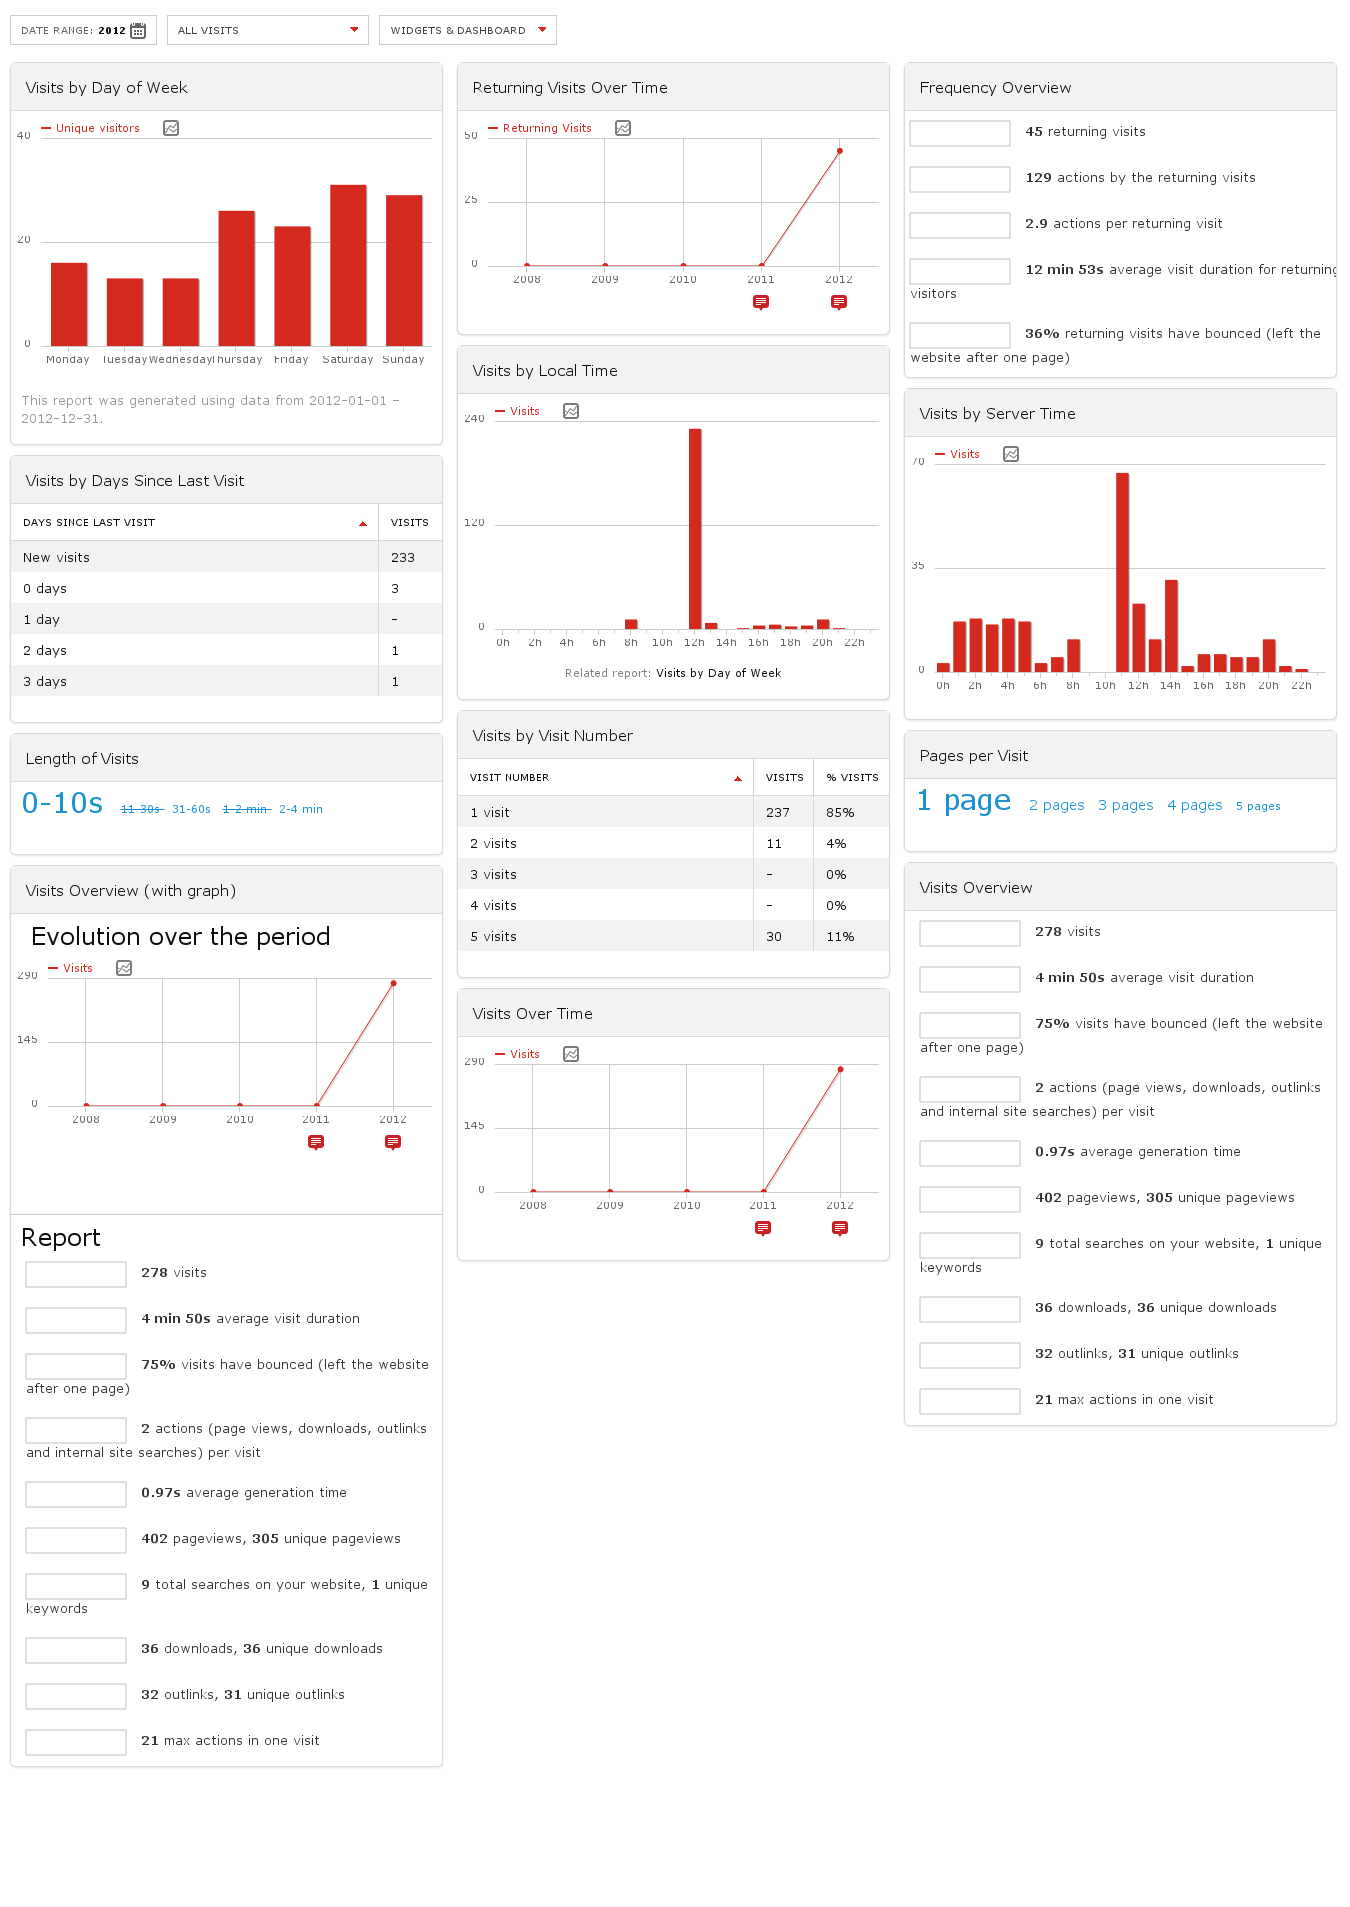 DATE RANGE: 2012
ALL VISITS
WIDGETS & DASHBOARD
Visits by Day of Week
Unique visitors
40
20
0
Monday Tuesday Wednesday Thursday Friday Saturday Sunday
This report was generated using data from 2012-01-01 –
2012-12-31.
Visits by Days Since Last Visit
DAYS SINCE LAST VISIT VISITS
New visits 233
0 days 3
1 day -
2 days 1
3 days 1
Length of Visits
0-10s 11-30s 31-60s 1-2 min 2-4 min
Visits Overview (with graph)
Evolution over the period
Visits
290
145
0
2008 2009 2010 2011 2012
Report
278 visits
4 min 50s average visit duration
75% visits have bounced (left the website
after one page)
2 actions (page views, downloads, outlinks
and internal site searches) per visit
0.97s average generation time
402 pageviews, 305 unique pageviews
9 total searches on your website, 1 unique
keywords
36 downloads, 36 unique downloads
32 outlinks, 31 unique outlinks
21 max actions in one visit
Returning Visits Over Time
Returning Visits
50
25
0
2008 2009 2010 2011 2012
Visits by Local Time
Visits
240
120
0
0h 2h 4h 6h 8h 10h 12h 14h 16h 18h 20h 22h
Related report: Visits by Day of Week
Visits by Visit Number
VISIT NUMBER VISITS % VISITS
1 visit 237 85%
2 visits 11 4%
3 visits - 0%
4 visits - 0%
5 visits 30 11%
Visits Over Time
Visits
290
145
0
2008 2009 2010 2011 2012
Frequency Overview
45 returning visits
129 actions by the returning visits
2.9 actions per returning visit
12 min 53s average visit duration for returning
visitors
36% returning visits have bounced (left the
website after one page)
Visits by Server Time
Visits
70
35
0
0h 2h 4h 6h 8h 10h 12h 14h 16h 18h 20h 22h
Pages per Visit
1 page 2 pages 3 pages 4 pages 5 pages
Visits Overview
278 visits
4 min 50s average visit duration
75% visits have bounced (left the website
after one page)
2 actions (page views, downloads, outlinks
and internal site searches) per visit
0.97s average generation time
402 pageviews, 305 unique pageviews
9 total searches on your website, 1 unique
keywords
36 downloads, 36 unique downloads
32 outlinks, 31 unique outlinks
21 max actions in one visit